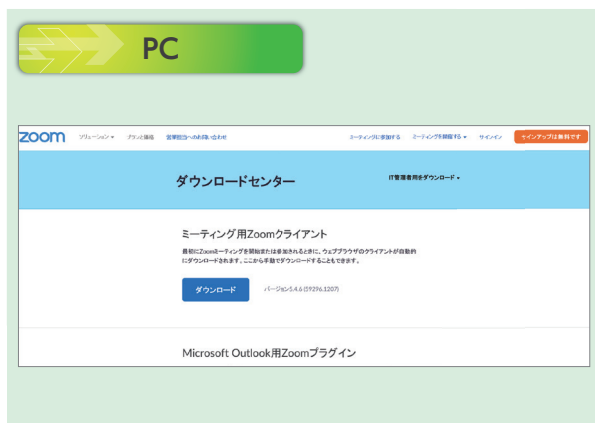 PC
zoom ソリューション プランと価格 営業担当へのお問い合わせ ミーティングに参加する ミーティングを開催する サインイン サインアップは無料です
ダウンロードセンター IT管理者用をダウンロード
ミーティング用Zoomクライアント
最初にZoomミーティングを開始または参加されるときに、ウェブブラウザのクライアントが自動的
にダウンロードされます。ここから手動でダウンロードすることもできます。
ダウンロード バージョン5.4.6 (59296.1207)
Microsoft Outlook用Zoomプラグイン